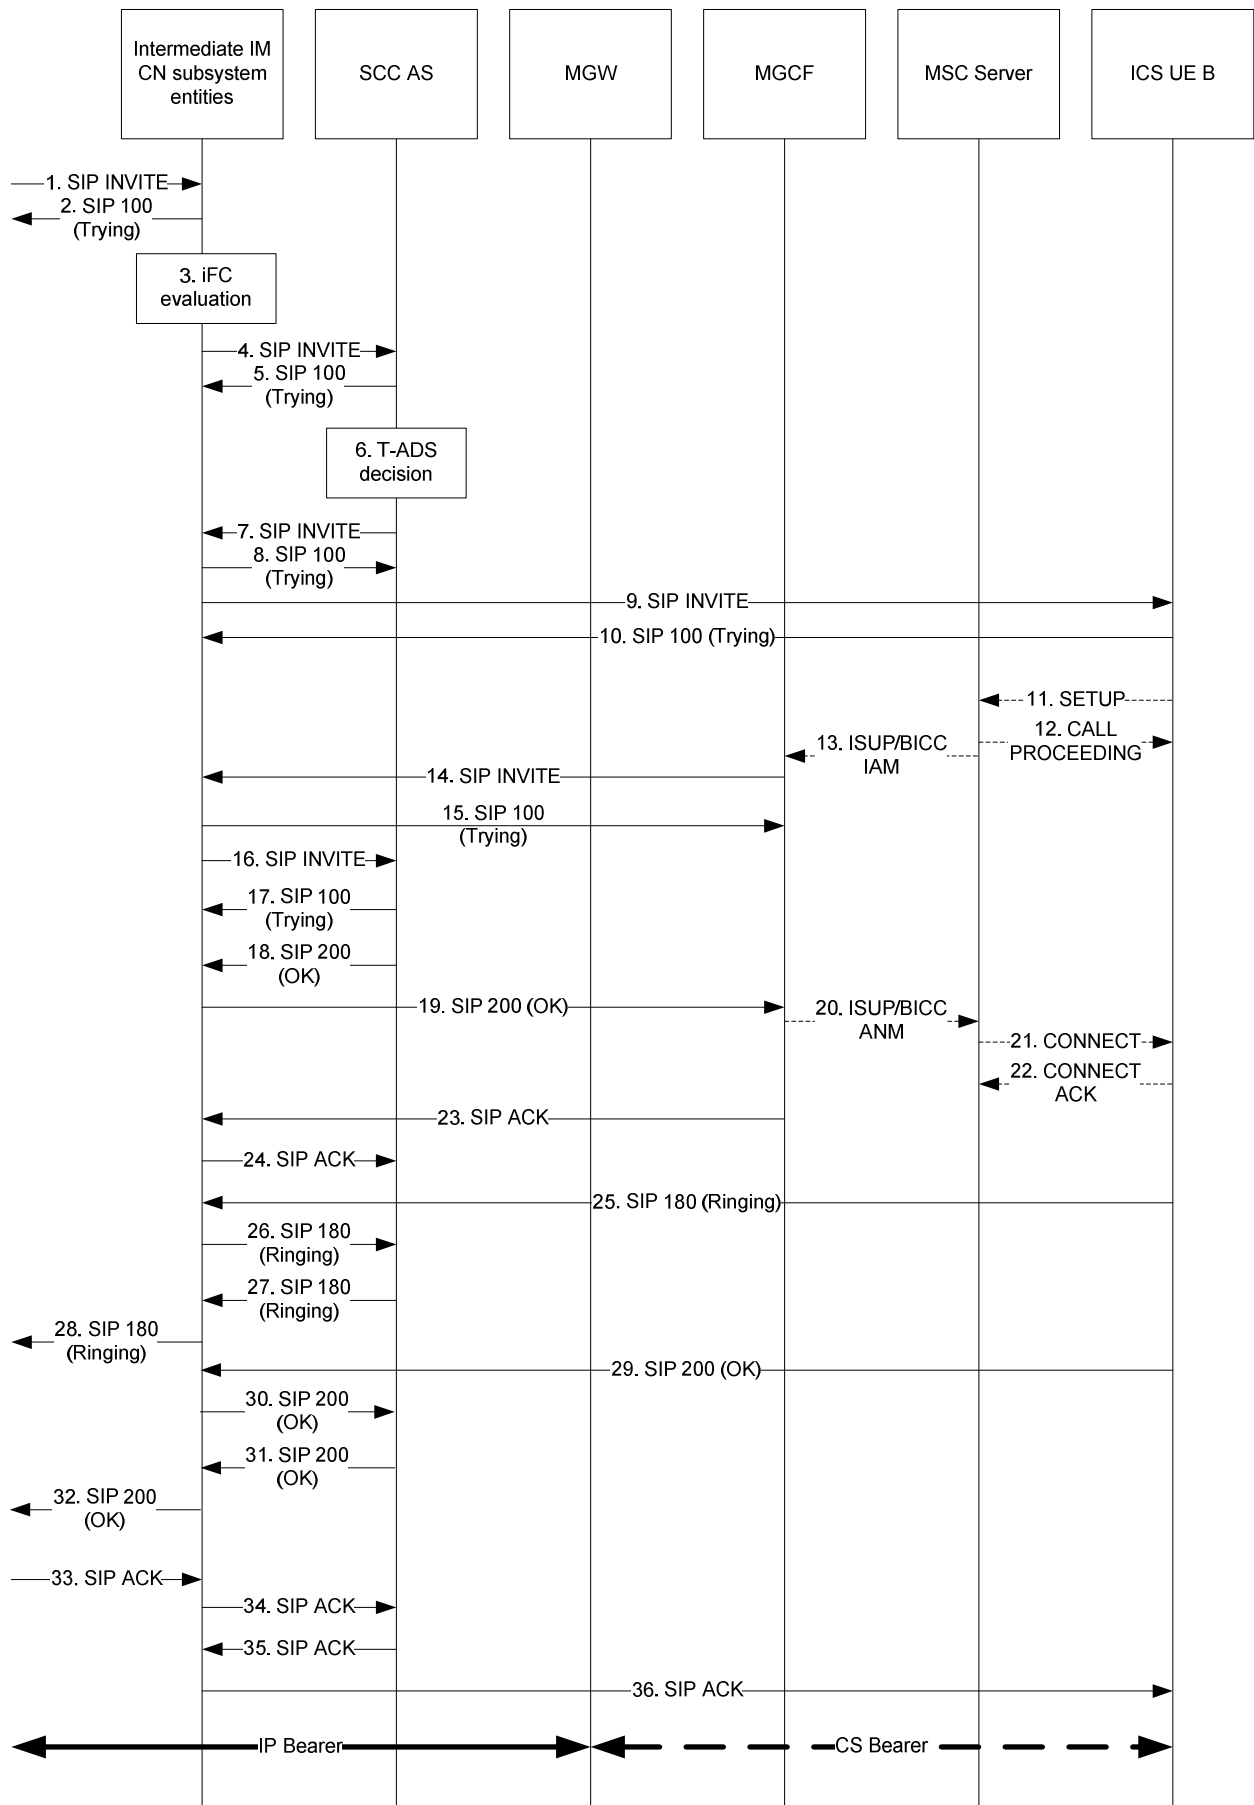 Intermediate IM
CN subsystem
entities
SCC AS
MGW
MGCF
MSC Server
ICS UE B
1. SIP INVITE
2. SIP 100
(Trying)
3. iFC
evaluation
4. SIP INVITE
5. SIP 100
(Trying)
6. T-ADS
decision
7. SIP INVITE
8. SIP 100
(Trying)
9. SIP INVITE
10. SIP 100 (Trying)
11. SETUP
12. CALL
PROCEEDING
13. ISUP/BICC
IAM
14. SIP INVITE
15. SIP 100
(Trying)
16. SIP INVITE
17. SIP 100
(Trying)
18. SIP 200
(OK)
19. SIP 200 (OK)
20. ISUP/BICC
ANM
21. CONNECT
22. CONNECT
ACK
23. SIP ACK
24. SIP ACK
25. SIP 180 (Ringing)
26. SIP 180
(Ringing)
27. SIP 180
(Ringing)
28. SIP 180
(Ringing)
29. SIP 200 (OK)
30. SIP 200
(OK)
31. SIP 200
(OK)
32. SIP 200
(OK)
33. SIP ACK
34. SIP ACK
35. SIP ACK
36. SIP ACK
IP Bearer
CS Bearer